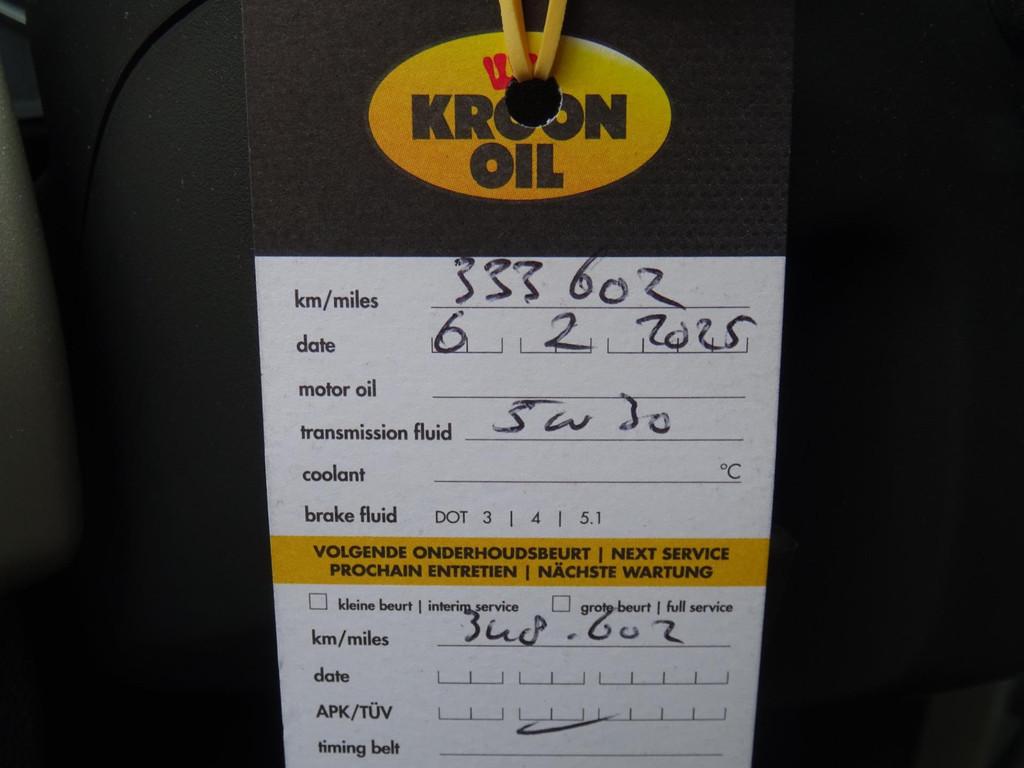 KROON
OIL
km/miles 333 602
date 6 2 2025
motor oil
transmission fluid 5W30
coantant °C
brake fluid DOT 3 | 4 | 5.1
VOLGENDE ONDERHOUDSBEURT | NEXT SERVICE
PROCHAIN ENTRETIEN | NÄCHSTE WARTUNG
kleine beurt | interim service grote beurt | full service
km/miles 348.602
date
APK/TÜV
timing belt